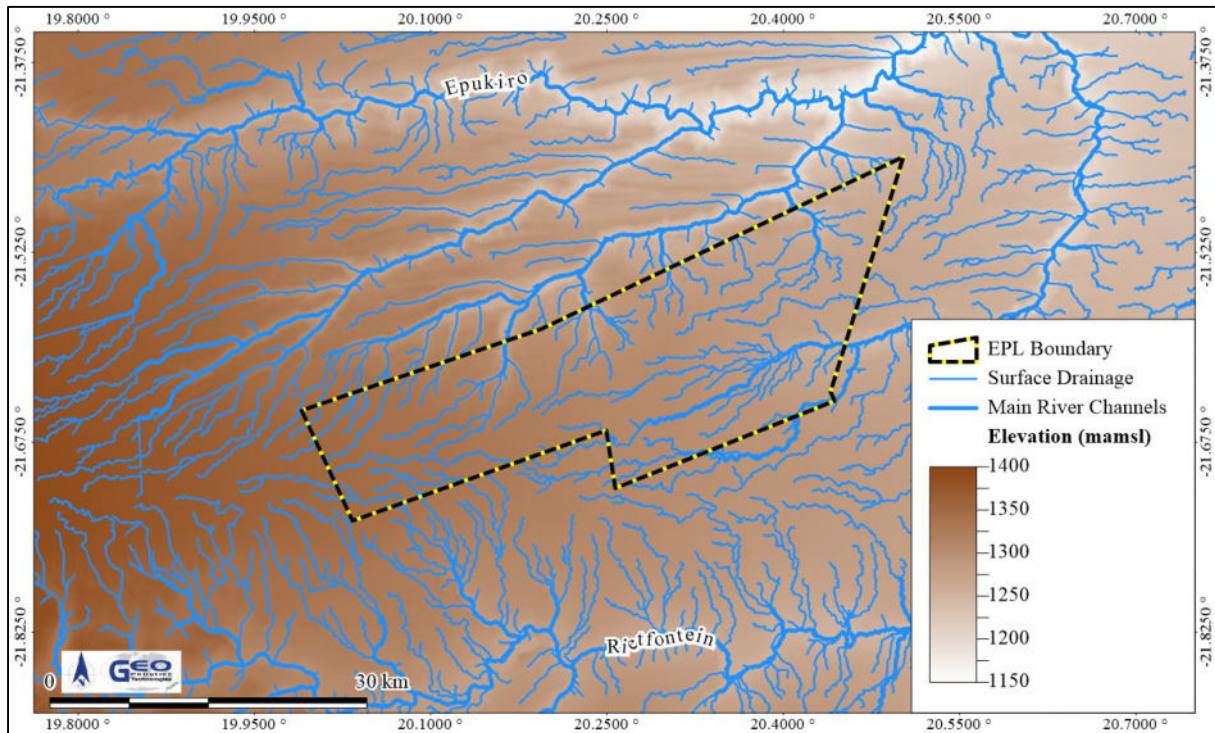 19.8000 ° 19.9500 ° 20.1000 ° 20.2500 ° 20.4000 ° 20.5500 ° 20.7000 °
-21.3750 ° -21.3750 °
Epukiro
-21.5250 ° -21.5250 °
EPL Boundary
Surface Drainage
Main River Channels
Elevation (mamsl)
-21.6750 ° -21.6750 °
1400
1350
1300
1250
1200
1150
-21.8250 ° -21.8250 °
Rietfontein
GEO
Technologies
0 30 km
19.8000 ° 19.9500 ° 20.1000 ° 20.2500 ° 20.4000 ° 20.5500 ° 20.7000 °